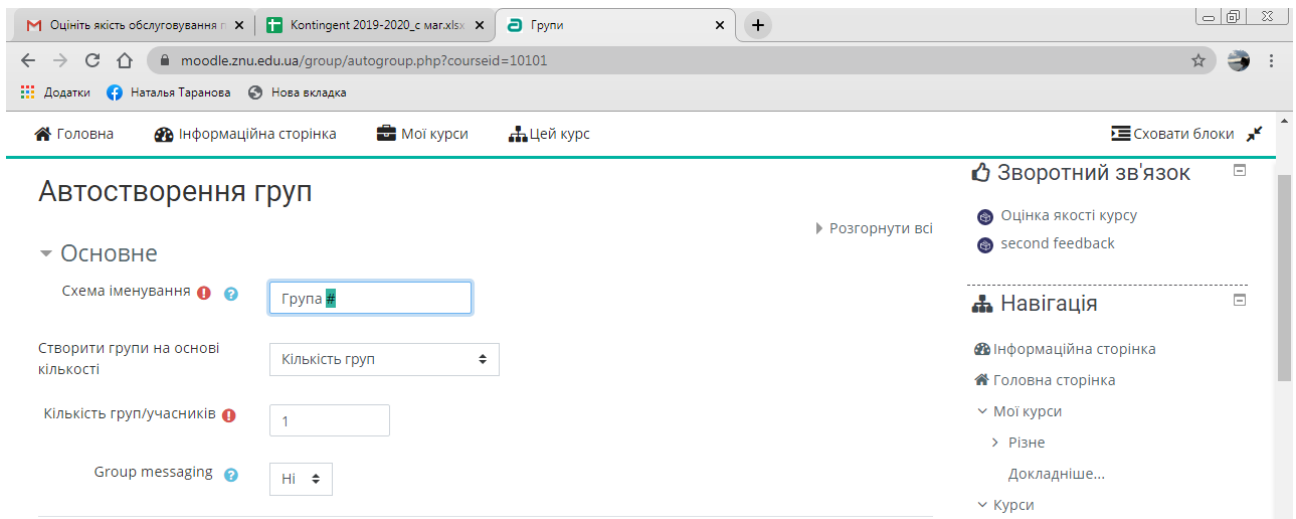 Оцініть якість обслуговування п
Kontingent 2019-2020_с маг.xlsx
Групи
moodle.znu.edu.ua/group/autogroup.php?courseid=10101
Додатки Наталья Таранова Нова вкладка
Головна Інформаційна сторінка Мої курси Цей курс Сховати блоки
Автостворення груп
Розгорнути всі
Основне
Схема іменування Група #
Створити групи на основі
кількості
Кількість груп
Кількість груп/учасників 1
Group messaging Ні
Зворотний зв'язок
Оцінка якості курсу
second feedback
Навігація
Інформаційна сторінка
Головна сторінка
Мої курси
Різне
Докладніше...
Курси